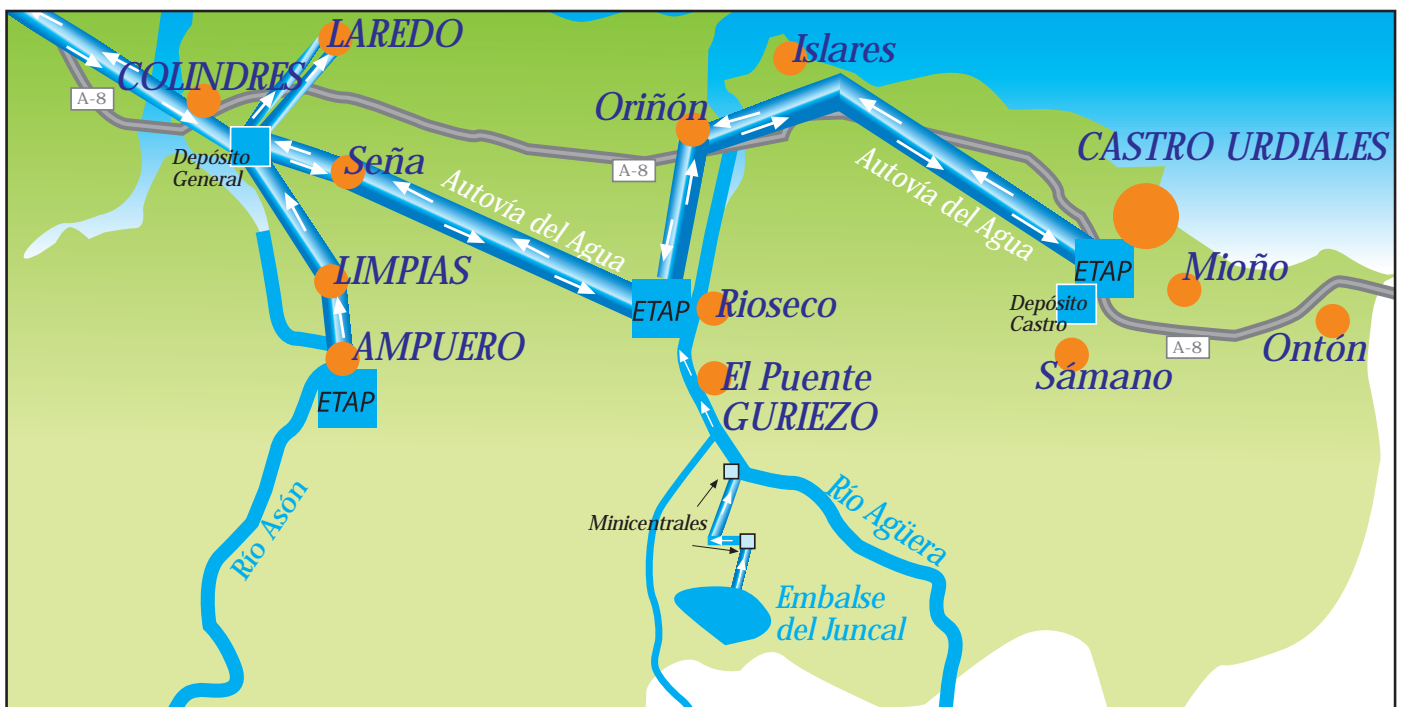 LAREDO
COLINDRES
A-8
Depósito
General
Seña
Autovía del Agua
Oriñón
Islares
A-8
Autovía del Agua
CASTRO URDIALES
ETAP
Depósito
Castro
Mioño
Ontón
A-8
Sámano
LIMPIAS
AMPUERO
ETAP
ETAP
Rioseco
El Puente
GURIEZO
Río Asón
Minicentrales
Río Agüera
Embalse
del Juncal